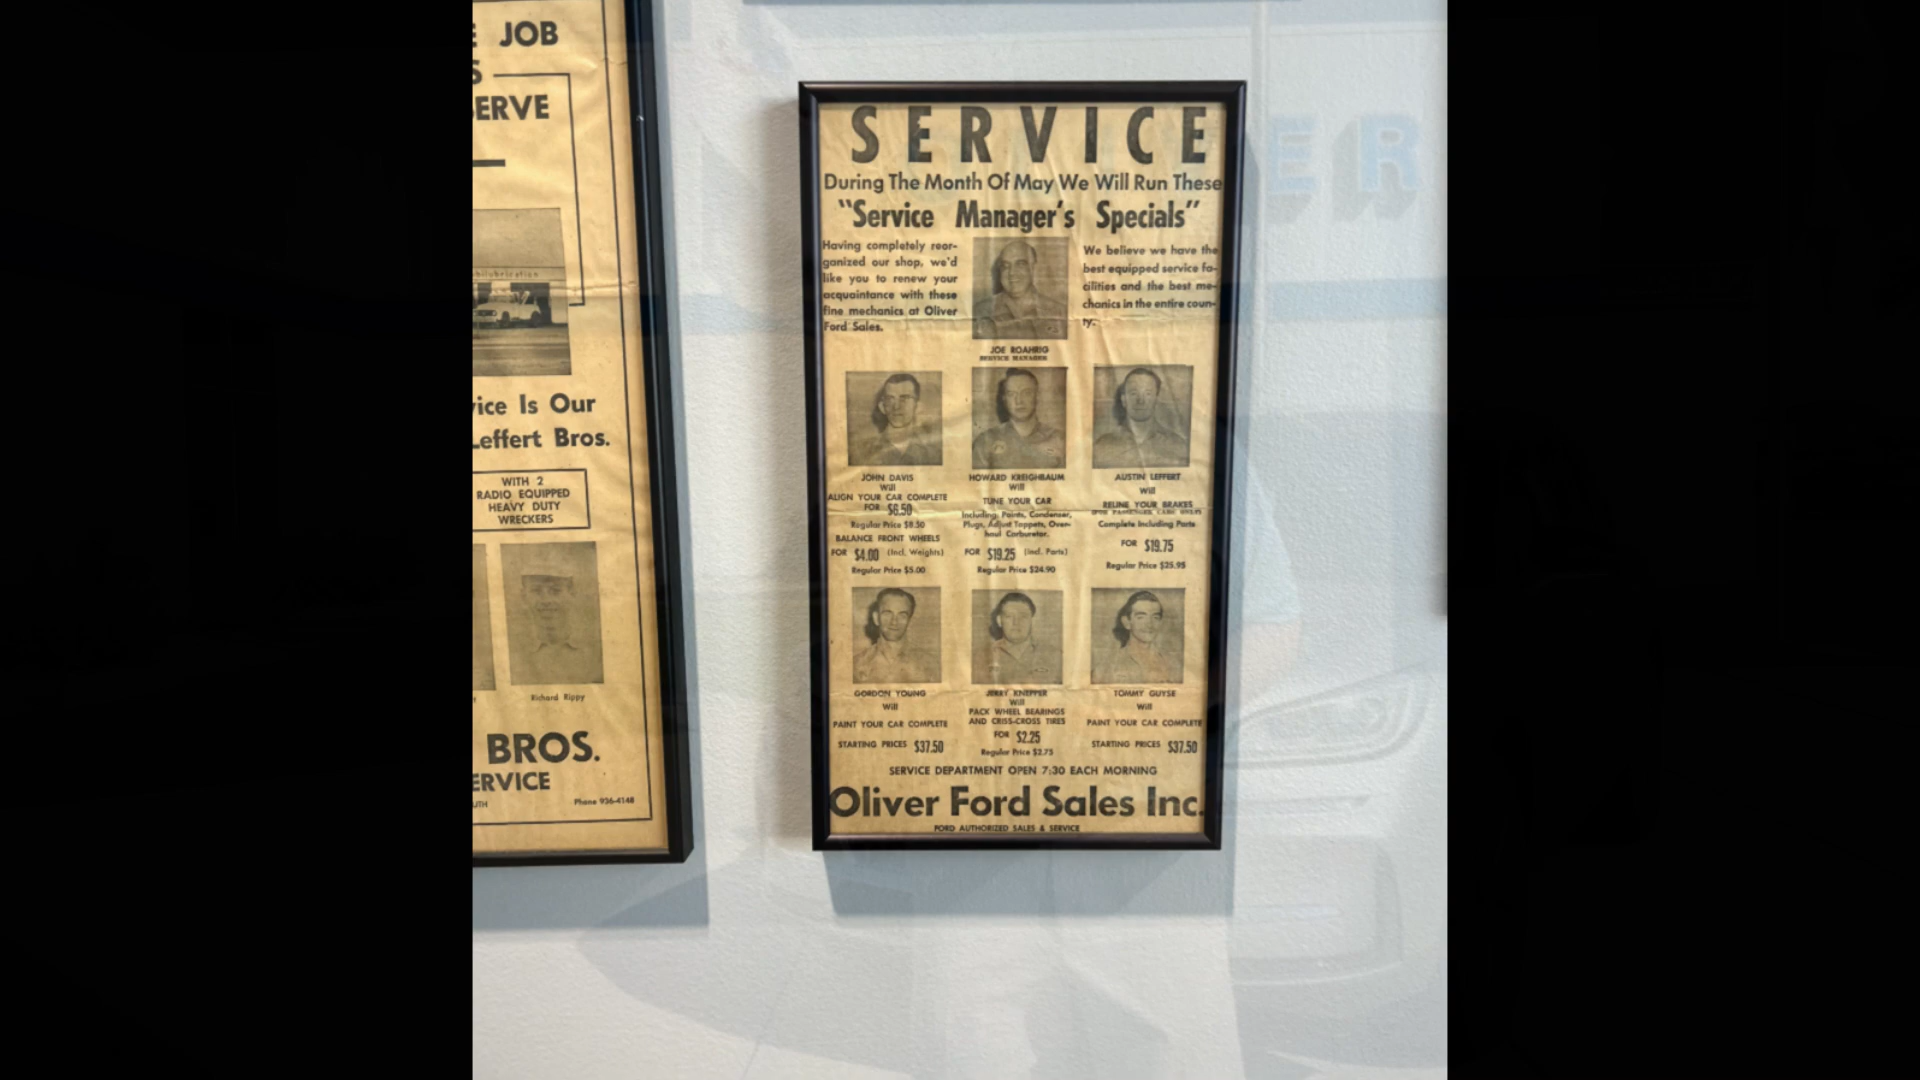 JOB
S
SERVE
vice Is Our
Leffert Bros.
WITH 2
RADIO EQUIPPED
HEAVY DUTY
WRECKERS
Richard Rippy
BROS.
ERVICE
UTH
Phone 936-4148
SERVICE
During The Month Of May We Will Run These
"Service Manager's Specials"
Having completely reor-
ganized our shop, we'd
like you to renew your
acquaintance with these
fine mechanics at Oliver
Ford Sales.
We believe we have the
best equipped service fa-
cilities and the best me-
chanics in the entire coun-
ty.
JOE ROAHRIG
SERVICE MANAGER
JOHN DAVIS
Will
ALIGN YOUR CAR COMPLETE
FOR $6.50
Regular Price $8.50
BALANCE FRONT WHEELS
FOR $4.00 (Incl. Weights)
Regular Price $5.00
HOWARD KREIGHBAUM
Will
TUNE YOUR CAR
Including: Points, Condenser,
Plugs, Adjust Tappets, Over-
haul Carburetor.
FOR $19.25 (Incl. Parts)
Regular Price $24.90
AUSTIN LEFFERT
Will
RELINE YOUR BRAKES
(FOR PASSENGER CARS ONLY)
Complete Including Parts
FOR $19.75
Regular Price $25.95
GORDON YOUNG
Will
PAINT YOUR CAR COMPLETE
STARTING PRICES $37.50
JERRY KNEPPER
Will
PACK WHEEL BEARINGS
AND CRISS-CROSS TIRES
FOR $2.25
Regular Price $2.75
TOMMY GUYSE
Will
PAINT YOUR CAR COMPLETE
STARTING PRICES $37.50
SERVICE DEPARTMENT OPEN 7:30 EACH MORNING
Oliver Ford Sales Inc.
FORD AUTHORIZED SALES & SERVICE